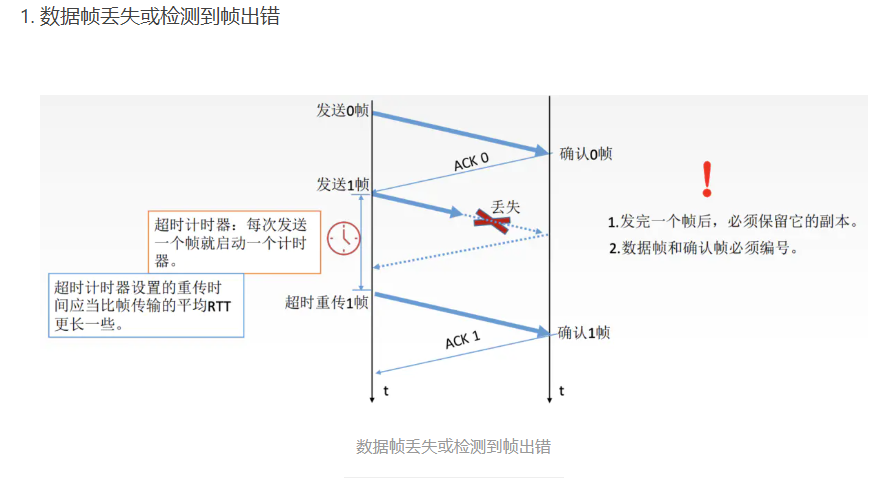 1. 数据帧丢失或检测到帧出错
发送0帧
ACK 0
确认0帧
发送1帧
丢失
超时计时器：每次发送
一个帧就启动一个计时
器。
1.发完一个帧后，必须保留它的副本。
2.数据帧和确认帧必须编号。
超时计时器设置的重传时
间应当比帧传输的平均RTT
更长一些。
超时重传1帧
ACK 1
确认1帧
t
t
数据帧丢失或检测到帧出错